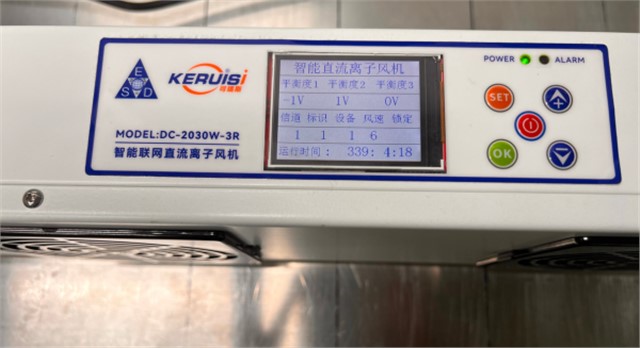 ESD
KERUISi®
MODEL:DC-2030W-3R
智能联网直流离子风机
智能直流离子风机
平衡度1 平衡度2 平衡度3
-1V 1V 0V
信道 标识 设备 风速 锁定
1 1 1 6
运行时间: 339: 4:18
POWER ALARM
SET
OK